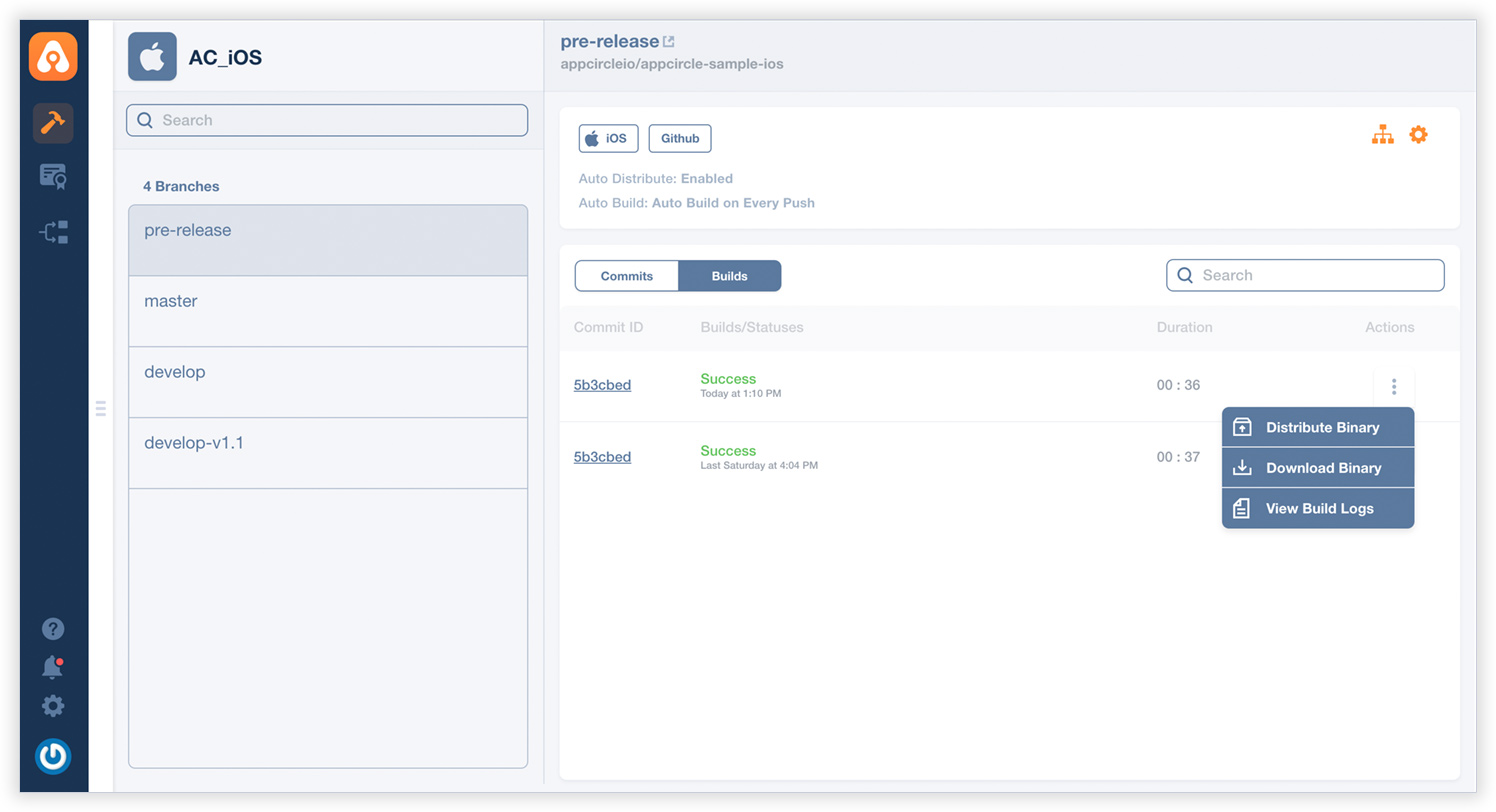 AC_iOS
Search
4 Branches
pre-release
master
develop
develop-v1.1
pre-release
appcircleio/appcircle-sample-ios
iOS Github
Auto Distribute: Enabled
Auto Build: Auto Build on Every Push
Commits Builds Search
Commit ID Builds/Statuses Duration Actions
5b3cbed Success 00 : 36
Today at 1:10 PM
Distribute Binary
5b3cbed Success 00 : 37
Last Saturday at 4:04 PM
Download Binary
View Build Logs
?